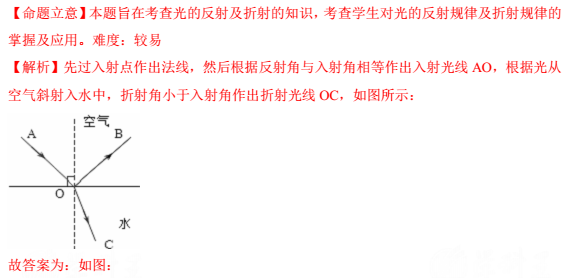 【命题立意】本题旨在考查光的反射及折射的知识，考查学生对光的反射规律及折射规律的
掌握及应用。难度：较易
【解析】先过入射点作出法线，然后根据反射角与入射角相等作出入射光线 AO，根据光从
空气斜射入水中，折射角小于入射角作出折射光线 OC，如图所示：
空气
A
B
O
水
C
故答案为：如图：